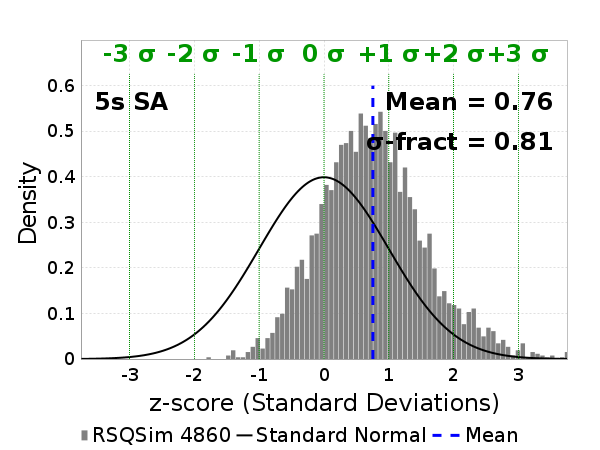 -3 σ -2 σ -1 σ 0 σ +1 σ +2 σ +3 σ
0.6
5s SA
Mean = 0.76
0.5
σ-fract = 0.81
0.4
0.3
0.2
0.1
0
Density
-3 -2 -1 0 1 2 3
z-score (Standard Deviations)
RSQSim 4860 Standard Normal Mean